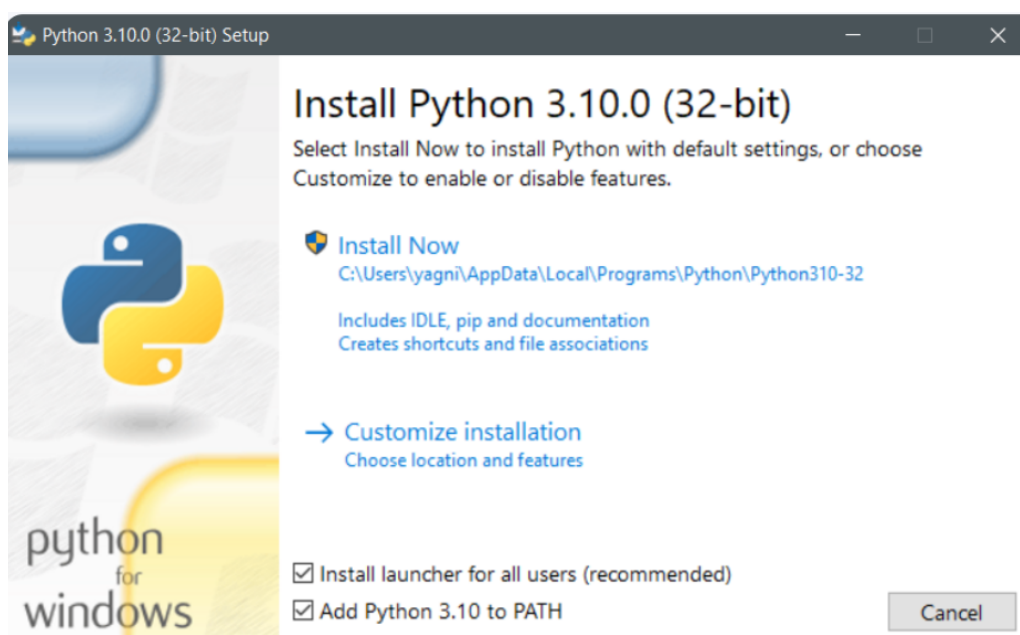 Python 3.10.0 (32-bit) Setup
Install Python 3.10.0 (32-bit)
Select Install Now to install Python with default settings, or choose
Customize to enable or disable features.
Install Now
C:\Users\yagni\AppData\Local\Programs\Python\Python310-32
Includes IDLE, pip and documentation
Creates shortcuts and file associations
Customize installation
Choose location and features
python
for
windows
Install launcher for all users (recommended)
Add Python 3.10 to PATH
Cancel